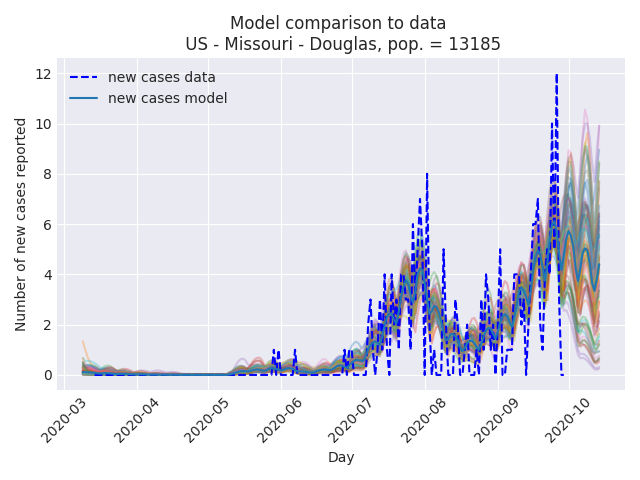 Model comparison to data
US - Missouri - Douglas, pop. = 13185
new cases data
new cases model
Number of new cases reported
12
10
8
6
4
2
0
2020-03
2020-04
2020-05
2020-06
2020-07
2020-08
2020-09
2020-10
Day